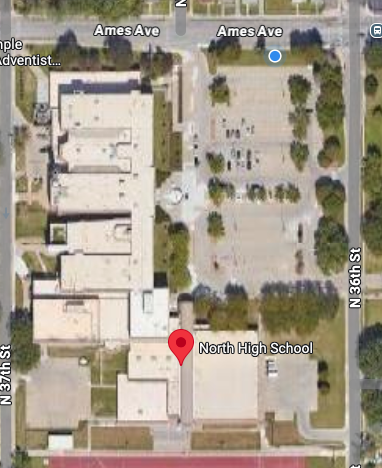 Ames Ave
Ames Ave
N
Adventist...
North High School
N 36th St
N 37th St